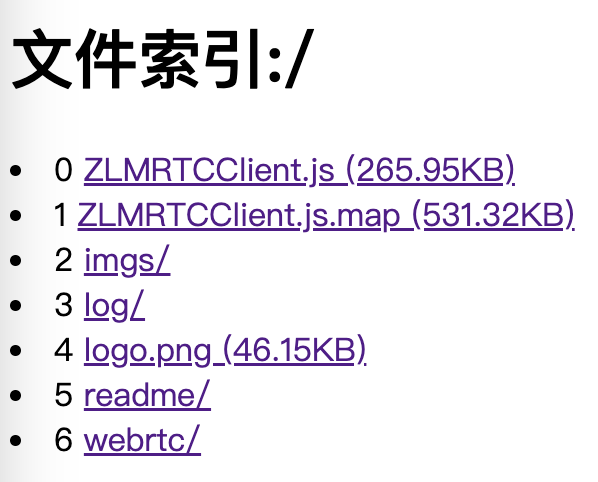 文件索引:/
0 ZLMRTCClient.js (265.95KB)
1 ZLMRTCClient.js.map (531.32KB)
2 imgs/
3 log/
4 logo.png (46.15KB)
5 readme/
6 webrtc/